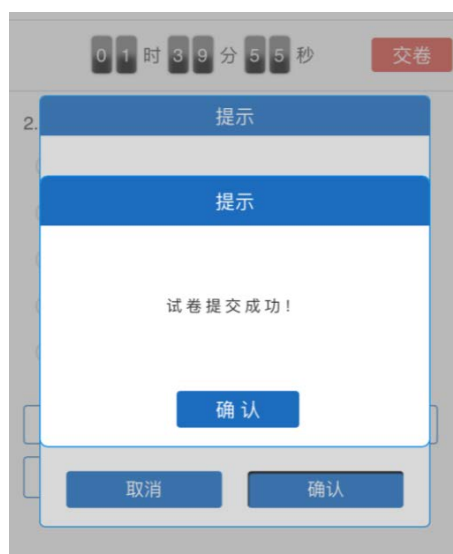 01时39分55秒 交卷
2.
提示
提示
试卷提交成功!
确认
取消 确认